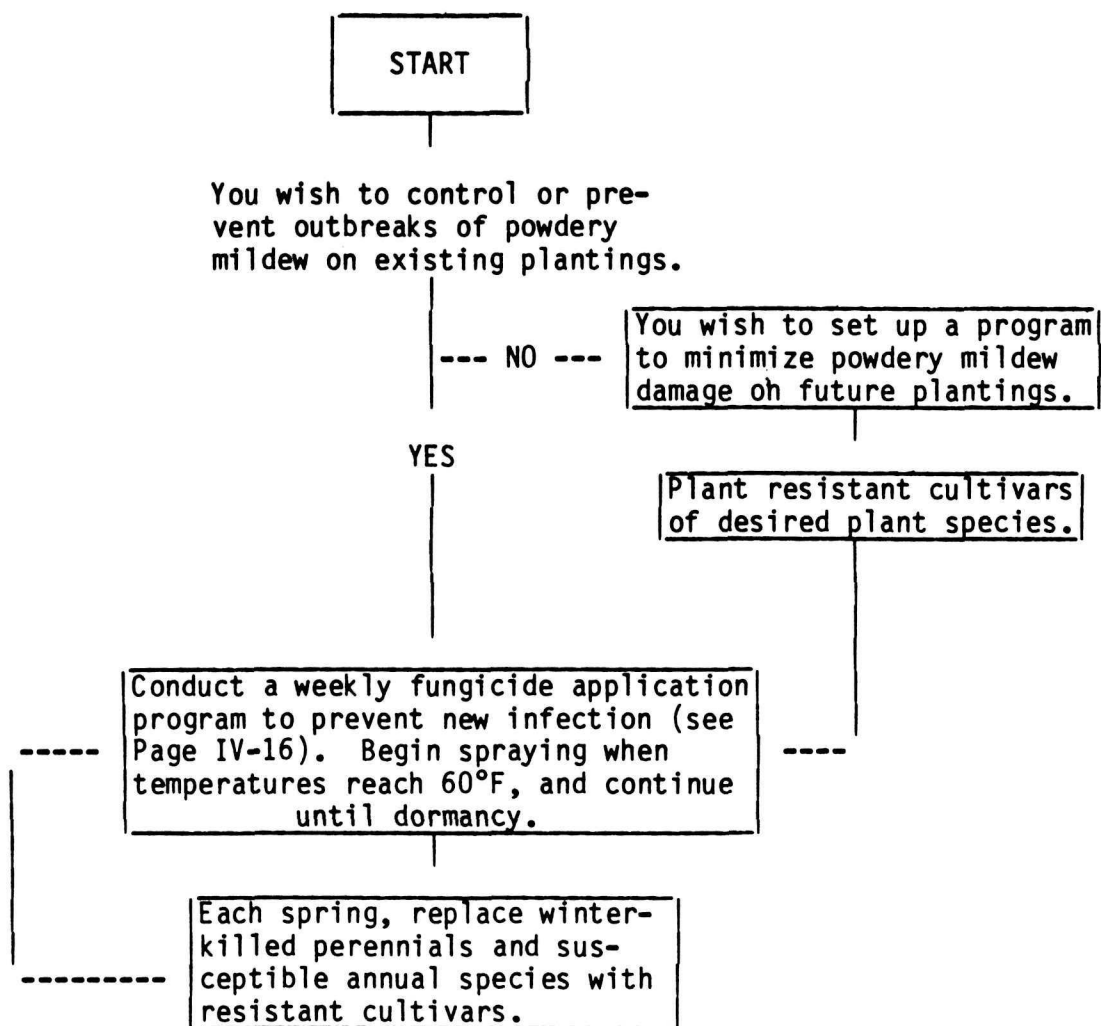 START
You wish to control or pre-
vent outbreaks of powdery
mildew on existing plantings.
--- NO ---
You wish to set up a program
to minimize powdery mildew
damage oh future plantings.
YES
Plant resistant cultivars
of desired plant species.
Conduct a weekly fungicide application
program to prevent new infection (see
Page IV-16). Begin spraying when
temperatures reach 60°F, and continue
until dormancy.
Each spring, replace winter-
killed perennials and sus-
ceptible annual species with
resistant cultivars.